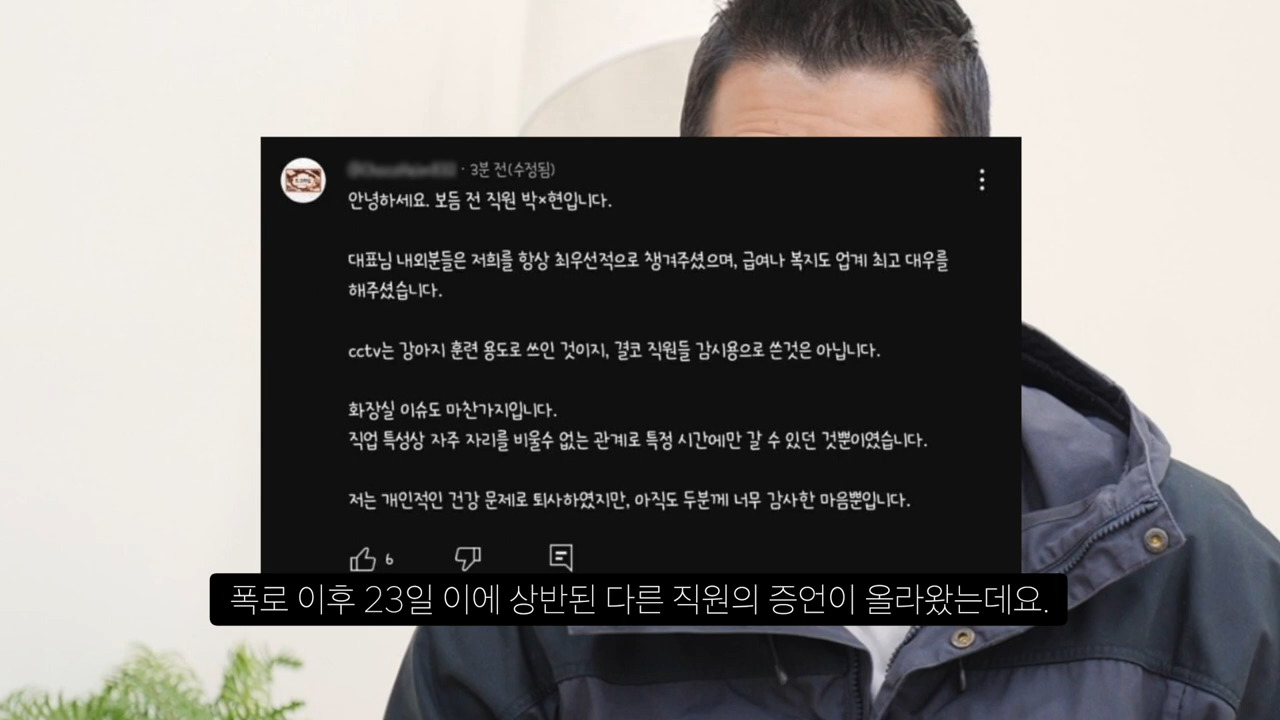 · 3분 전(수정됨)
안녕하세요. 보듬 전 직원 박×현입니다.
대표님 내외분들은 저희를 항상 최우선적으로 챙겨주셨으며, 급여나 복지도 업계 최고 대우를
해주셨습니다.
cctv는 강아지 훈련 용도로 쓰인 것이지, 결코 직원들 감시용으로 쓴것은 아닙니다.
화장실 이슈도 마찬가지입니다.
직업 특성상 자주 자리를 비울수 없는 관계로 특정 시간에만 갈 수 있던 것뿐이였습니다.
저는 개인적인 건강 문제로 퇴사하였지만, 아직도 두분께 너무 감사한 마음뿐입니다.
6
폭로 이후 23일 이에 상반된 다른 직원의 증언이 올라왔는데요.